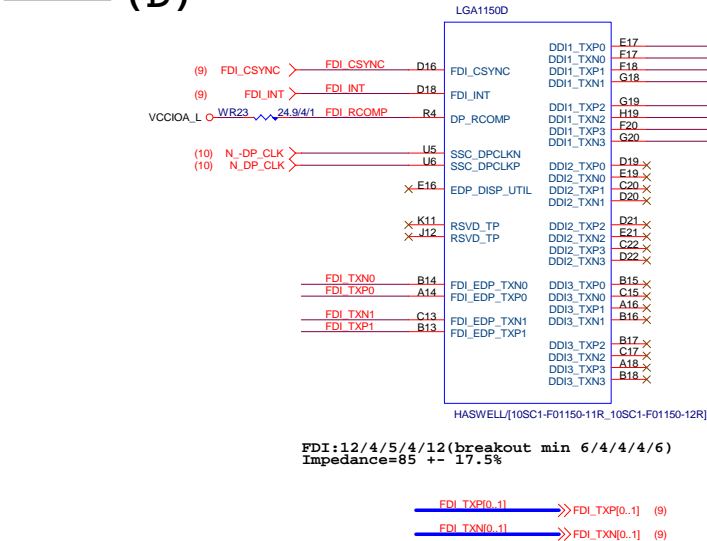 (D)
LGA1150D
(9) FDI_CSYNC FDI_CSYNC D16 FDI_CSYNC
(9) FDI_INT FDI_INT D18 FDI_INT
VCCIOA_L WR23 24.9/4/1 FDI_RCOMP R4 DP_RCOMP
(10) N_-DP_CLK U5 SSC_DPCLKN
(10) N_DP_CLK U6 SSC_DPCLKP
E16 EDP_DISP_UTIL
K11 RSVD_TP
J12 RSVD_TP
FDI_TXN0 B14 FDI_EDP_TXN0
FDI_TXP0 A14 FDI_EDP_TXP0
FDI_TXN1 C13 FDI_EDP_TXN1
FDI_TXP1 B13 FDI_EDP_TXP1
DDI1_TXP0 E17
DDI1_TXN0 F17
DDI1_TXP1 F18
DDI1_TXN1 G18
DDI1_TXP2 G19
DDI1_TXN2 H19
DDI1_TXP3 F20
DDI1_TXN3 G20
DDI2_TXP0 D19
DDI2_TXN0 E19
DDI2_TXP1 C20
DDI2_TXN1 D20
DDI2_TXP2 D21
DDI2_TXN2 E21
DDI2_TXP3 C22
DDI2_TXN3 D22
DDI3_TXP0 B15
DDI3_TXN0 C15
DDI3_TXP1 A16
DDI3_TXN1 B16
DDI3_TXP2 B17
DDI3_TXN2 C17
DDI3_TXP3 A18
DDI3_TXN3 B18
HASWELL/[10SC1-F01150-11R_10SC1-F01150-12R]
FDI:12/4/5/4/12(breakout min 6/4/4/4/6)
Impedance=85 +- 17.5%
FDI_TXP[0..1] FDI_TXP[0..1] (9)
FDI_TXN[0..1] FDI_TXN[0..1] (9)